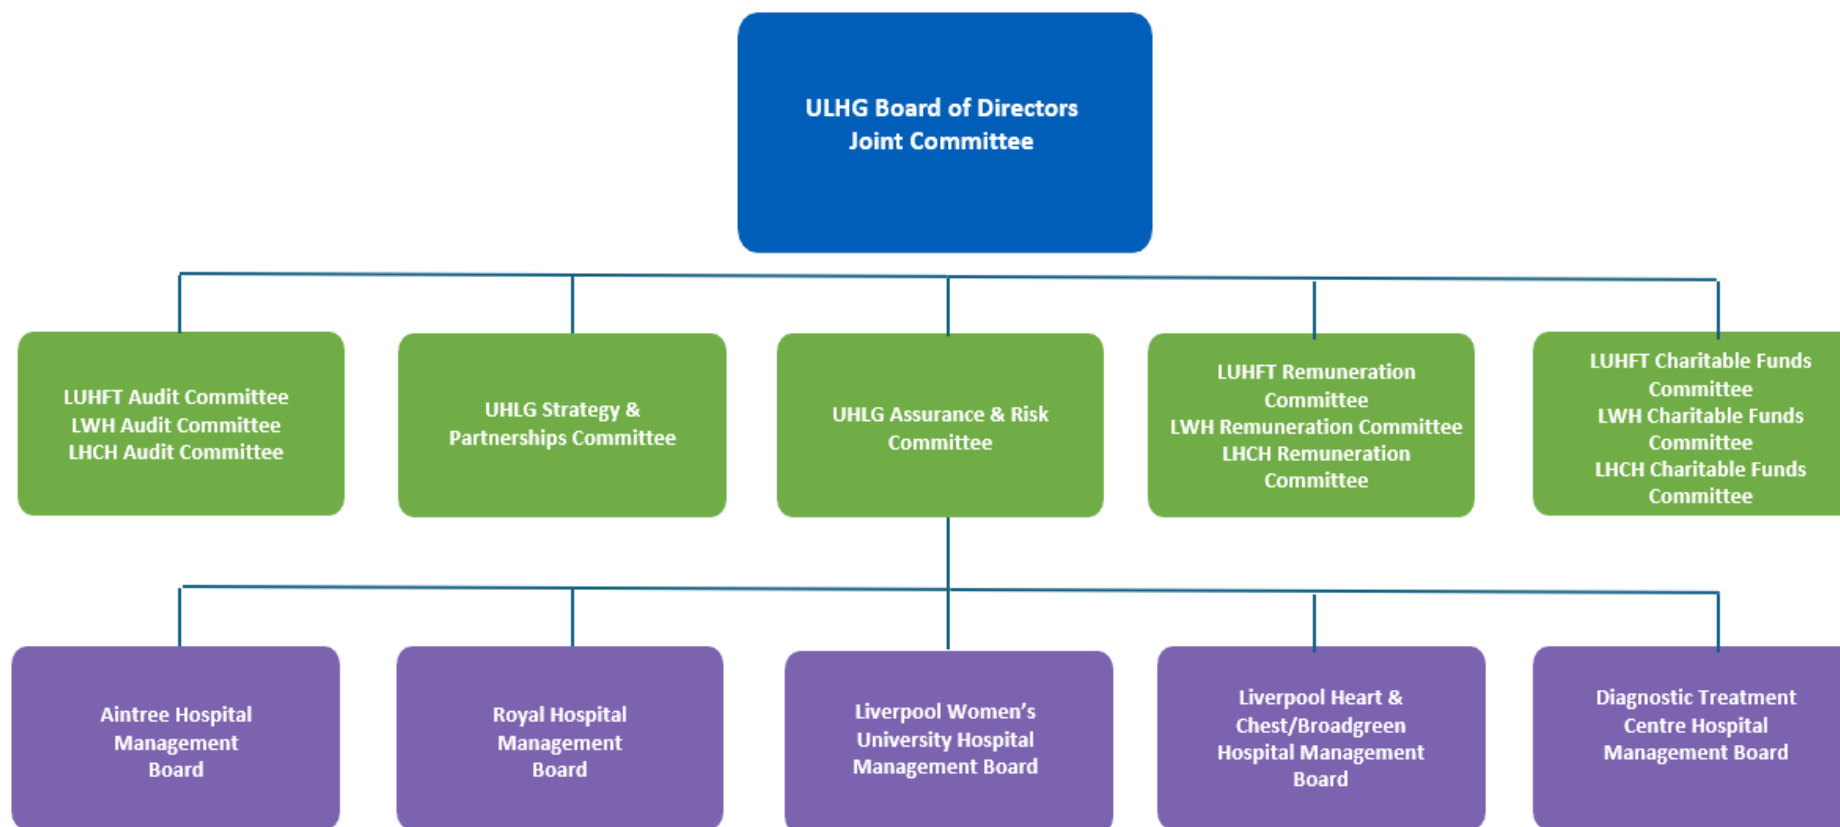 ULHG Board of Directors
Joint Committee
LUHFT Audit Committee
LWH Audit Committee
LHCH Audit Committee
UHLG Strategy &
Partnerships Committee
UHLG Assurance & Risk
Committee
LUHFT Remuneration
Committee
LWH Remuneration Committee
LHCH Remuneration
Committee
LUHFT Charitable Funds
Committee
LWH Charitable Funds
Committee
LHCH Charitable Funds
Committee
Aintree Hospital
Management
Board
Royal Hospital
Management
Board
Liverpool Women’s
University Hospital
Management Board
Liverpool Heart &
Chest/Broadgreen
Hospital Management
Board
Diagnostic Treatment
Centre Hospital
Management Board